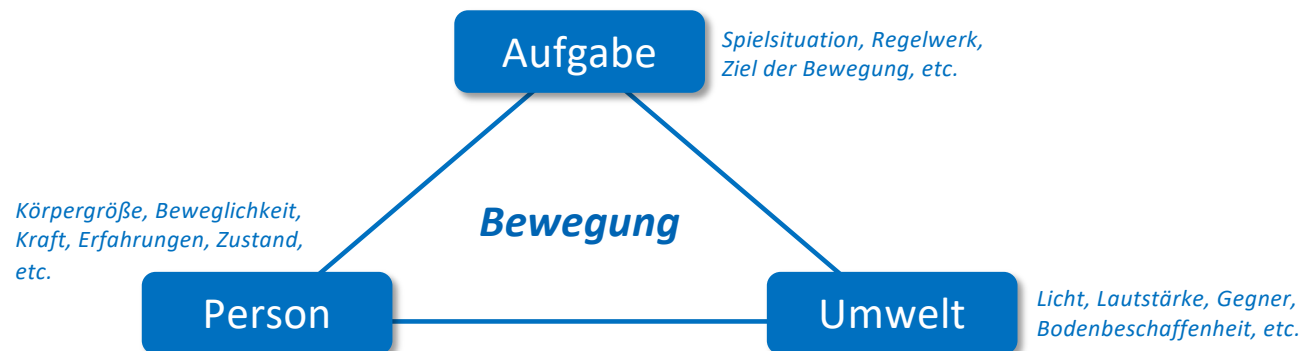 Aufgabe
Spielsituation, Regelwerk,
Ziel der Bewegung, etc.
Körpergröße, Beweglichkeit,
Kraft, Erfahrungen, Zustand,
etc.
Bewegung
Person
Umwelt
Licht, Lautstärke, Gegner,
Bodenbeschaffenheit, etc.